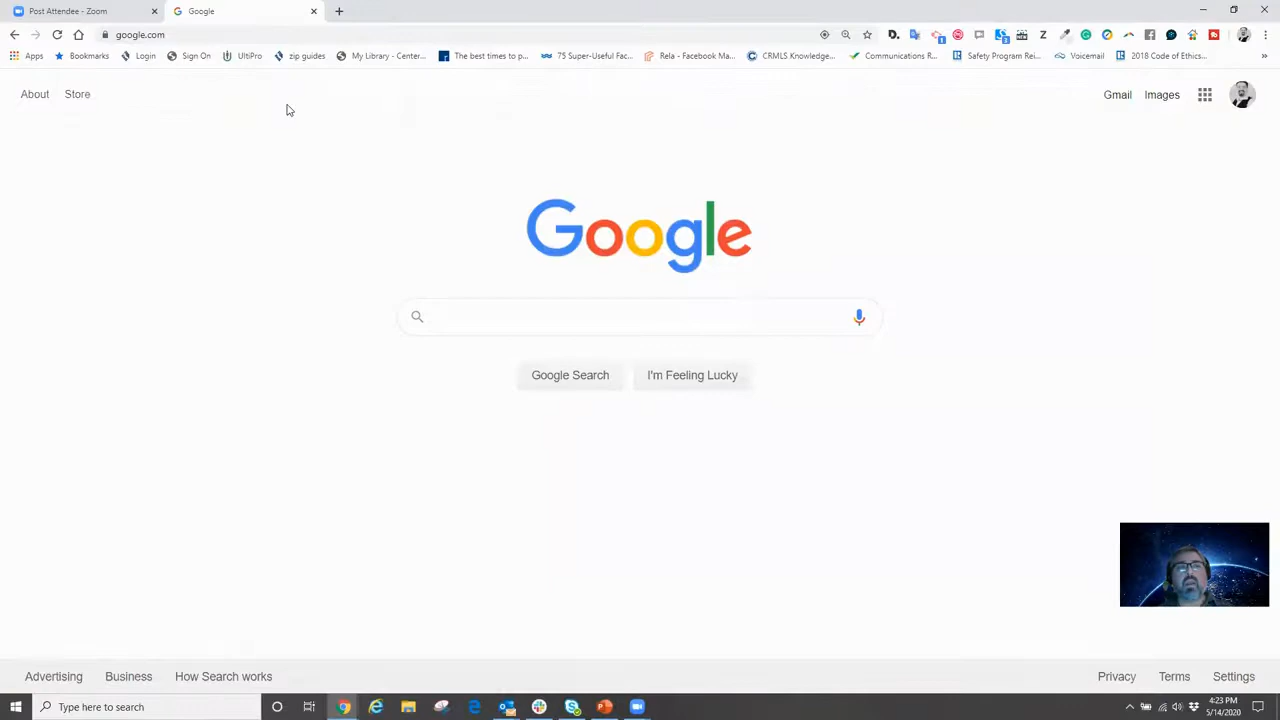 Post Attendee - Zoom
Google
google.com
Apps
Bookmarks
Login
Sign On
UltiPro
zip guides
My Library - Center...
The best times to p...
75 Super-Useful Fac...
Rela - Facebook Ma...
CRMLS Knowledge...
Communications R...
Safety Program Rei...
Voicemail
2018 Code of Ethics...
»
About
Store
Gmail
Images
Google
Google Search
I'm Feeling Lucky
Advertising
Business
How Search works
Privacy
Terms
Settings
Type here to search
4:23 PM
5/14/2020